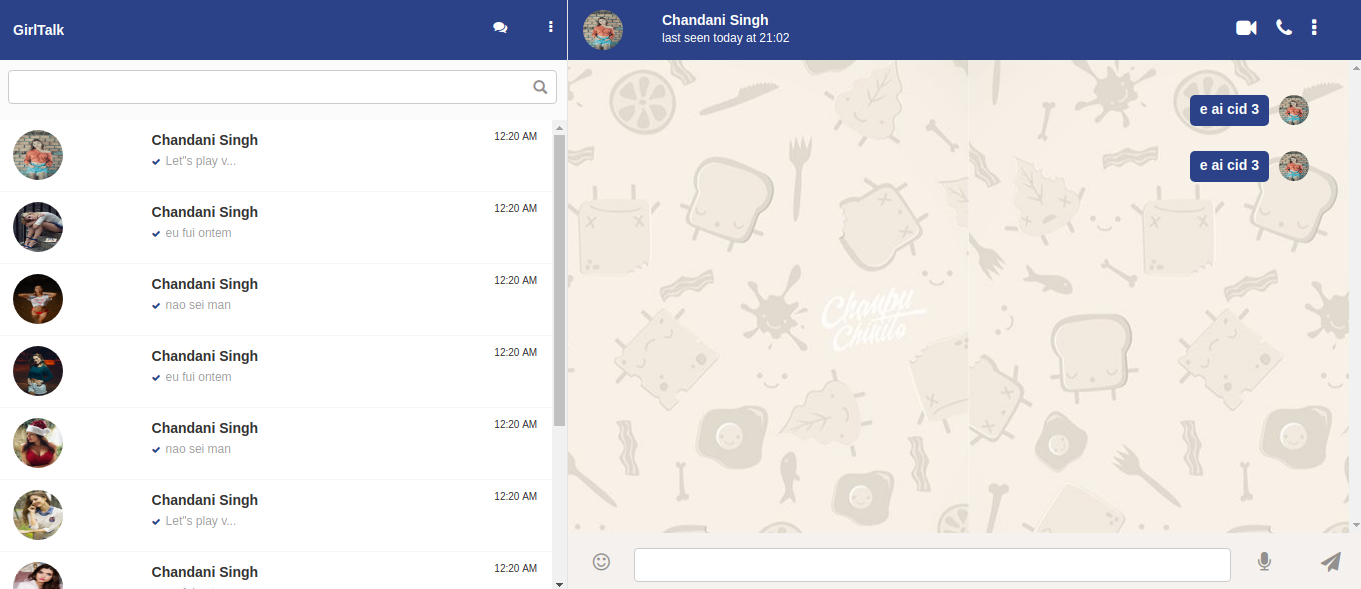 GirlTalk
Chandani Singh
12:20 AM
Let"s play v...
Chandani Singh
12:20 AM
eu fui ontem
Chandani Singh
12:20 AM
nao sei man
Chandani Singh
12:20 AM
eu fui ontem
Chandani Singh
12:20 AM
nao sei man
Chandani Singh
12:20 AM
Let"s play v...
Chandani Singh
12:20 AM
Chandani Singh
last seen today at 21:02
e ai cid 3
e ai cid 3